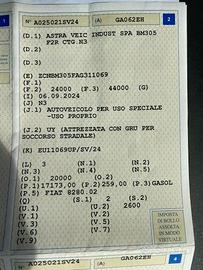 N° A025021SV24 (A) GA062EH 2
(D.1) ASTRA VEIC INDUST SPA BM305
F2R CTG.N3
(D.2)
(D.3)
(E) ZCNBM305FAG311069
(F.1)
(F.2) 24000 (F.3) 44000 (G)
(I) 06.09.2024
(J) N3
(J.1) AUTOVEICOLO PER USO SPECIALE
-USO PROPRIO
(J.2) UY (ATTREZZATA CON GRU PER
SOCCORSO STRADALE)
(K) EU11069UP/SV/24
(L) 3 (N.1) (N.2)
(N.3) (N.4) (N.5)
(O.1) 20000 (O.2)
(P.1)17173,00 (P.2)259,00 (P.3)GASOL
(P.5) FIAT 8280.02
(Q) (S.1) 2 (S.2)
(U.1) (U.2) 2600
(V.1) (V.2)
(V.3) (V.5)
(V.6) (V.7)
(V.9)
IMPOSTA
DI BOLLO
ASSOLTA
IN MODO
VIRTUALE
N° A025021SV24 (A) GA062EH 4